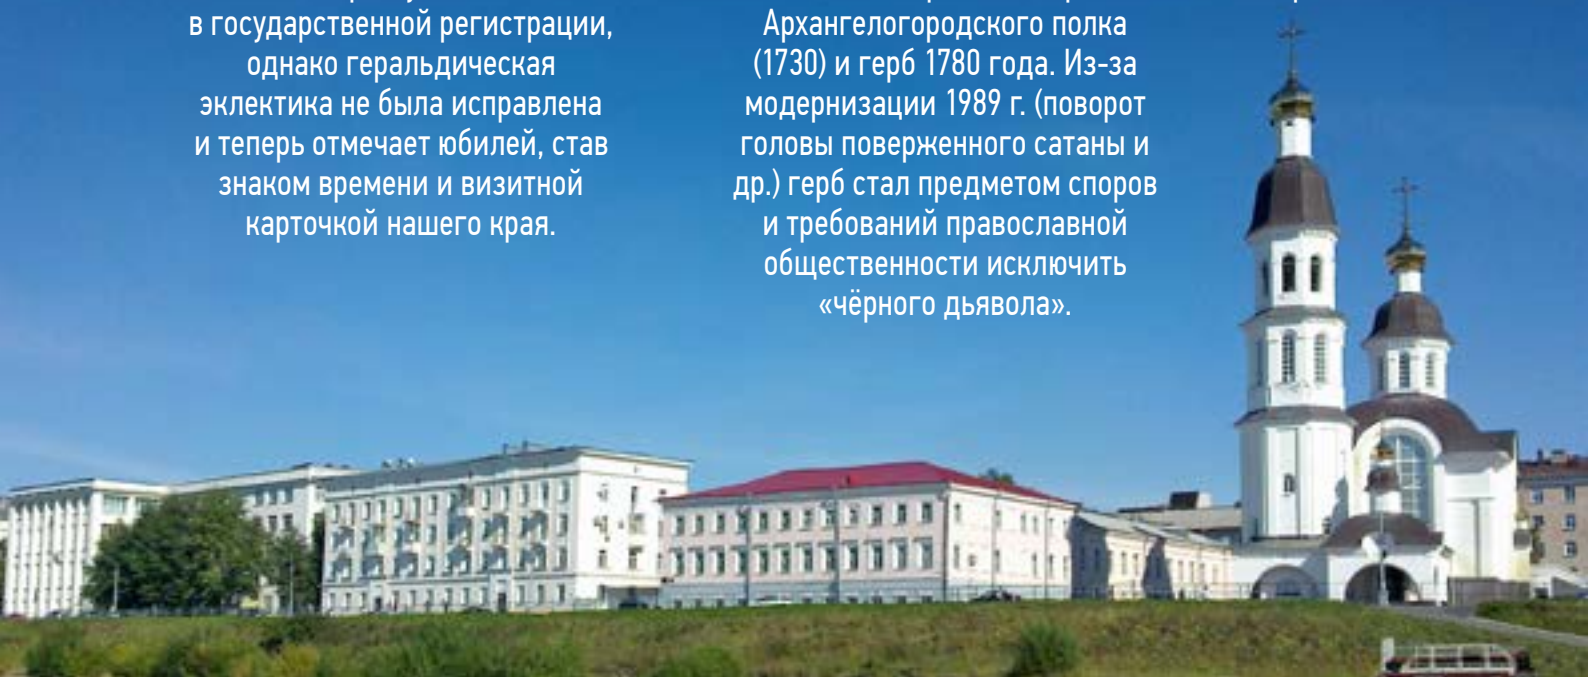 в государственной регистрации,
однако геральдическая
эклектика не была исправлена
и теперь отмечает юбилей, став
знаком времени и визитной
карточкой нашего края.
Архангелогородского полка
(1730) и герб 1780 года. Из-за
модернизации 1989 г. (поворот
головы поверженного сатаны и
др.) герб стал предметом споров
и требований православной
общественности исключить
«чёрного дьявола».